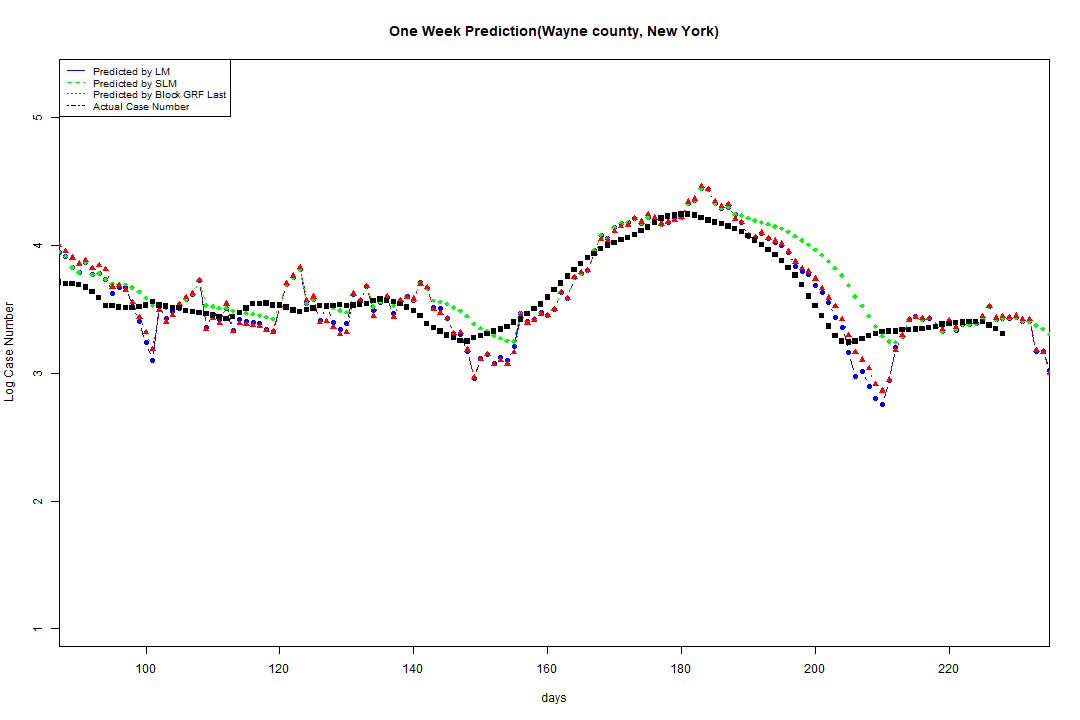 One Week Prediction(Wayne county, New York)
Predicted by LM
Predicted by SLM
Predicted by Block GRF Last
Actual Case Number
5
4
3
2
1
Log Case Number
100 120 140 160 180 200 220
days